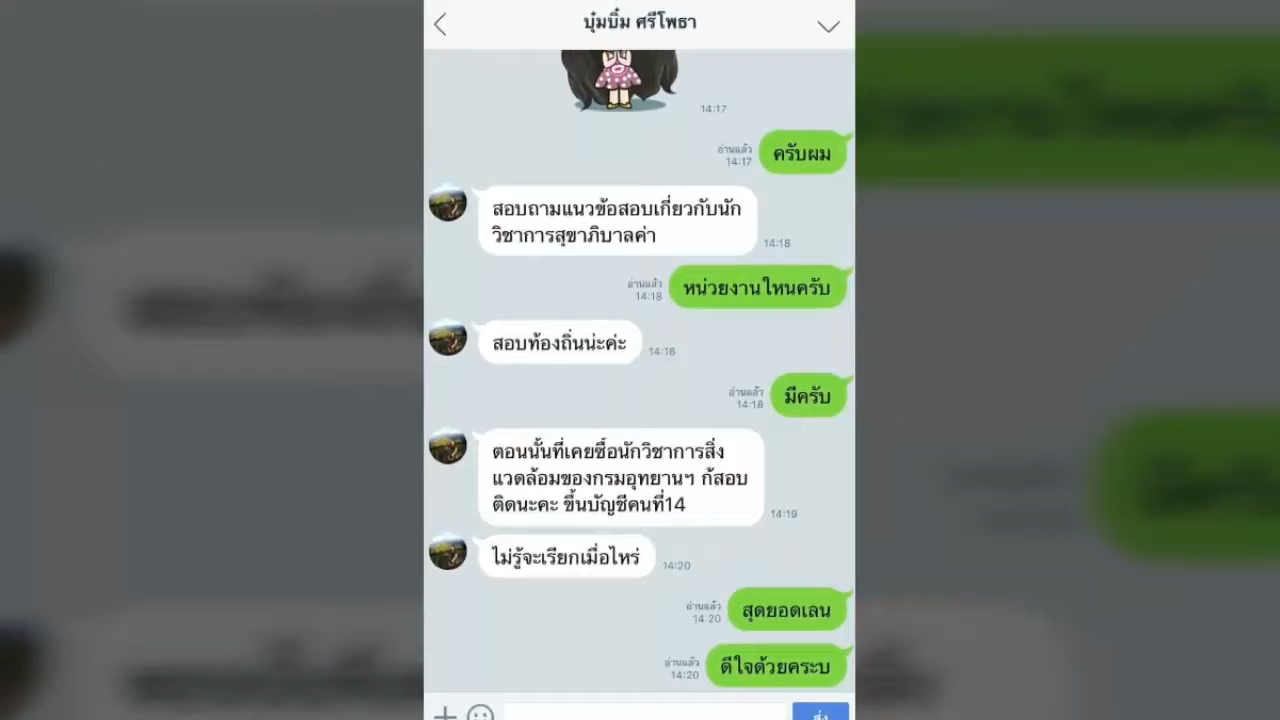 บุ๋มบิ๋ม ศรีโพธา
14:17
ครับผม
อ่านแล้ว
14:17
สอบถามแนวข้อสอบเกี่ยวกับนัก
วิชาการสุขาภิบาลค่า
14:18
หน่วยงานใหนครับ
อ่านแล้ว
14:18
สอบท้องถิ่นน่ะค่ะ
14:18
มีครับ
อ่านแล้ว
14:18
ตอนนั้นที่เคยซื้อนักวิชาการสิ่ง
แวดล้อมของกรมอุทยานฯ ก้สอบ
ติดนะคะ ขึ้นบัญชีคนที่14
14:19
ไม่รู้จะเรียกเมื่อไหร่
14:20
สุดยอดเลน
อ่านแล้ว
14:20
ดีใจด้วยคระบ
อ่านแล้ว
14:20
ส่ง